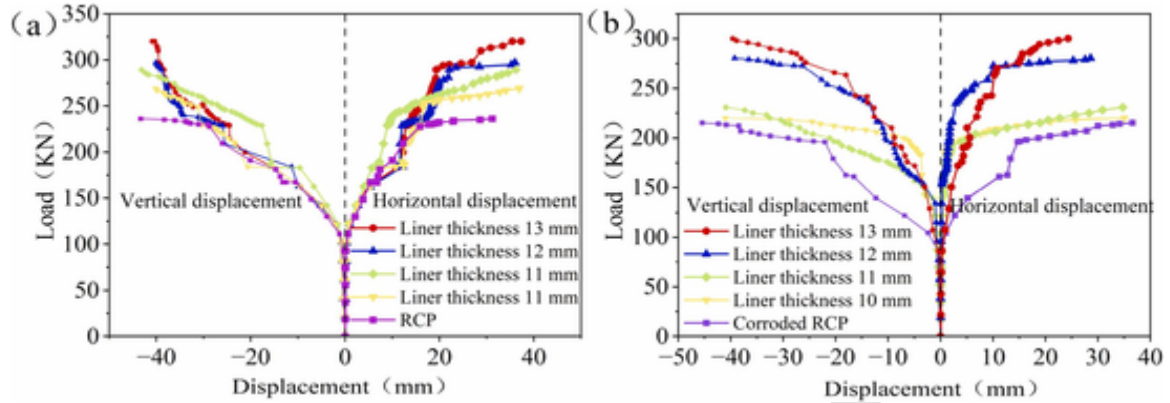 (a)
350
300
250
200
150
100
50
0
Load (KN)
Vertical displacement
Horizontal displacement
Liner thickness 13 mm
Liner thickness 12 mm
Liner thickness 11 mm
Liner thickness 11 mm
RCP
−40 −20 0 20 40
Displacement (mm)
(b)
300
250
200
150
100
50
0
Load (KN)
Vertical displacement
Horizontal displacement
Liner thickness 13 mm
Liner thickness 12 mm
Liner thickness 11 mm
Liner thickness 10 mm
Corroded RCP
−50 −40 −30 −20 −10 0 10 20 30 40
Displacement (mm)